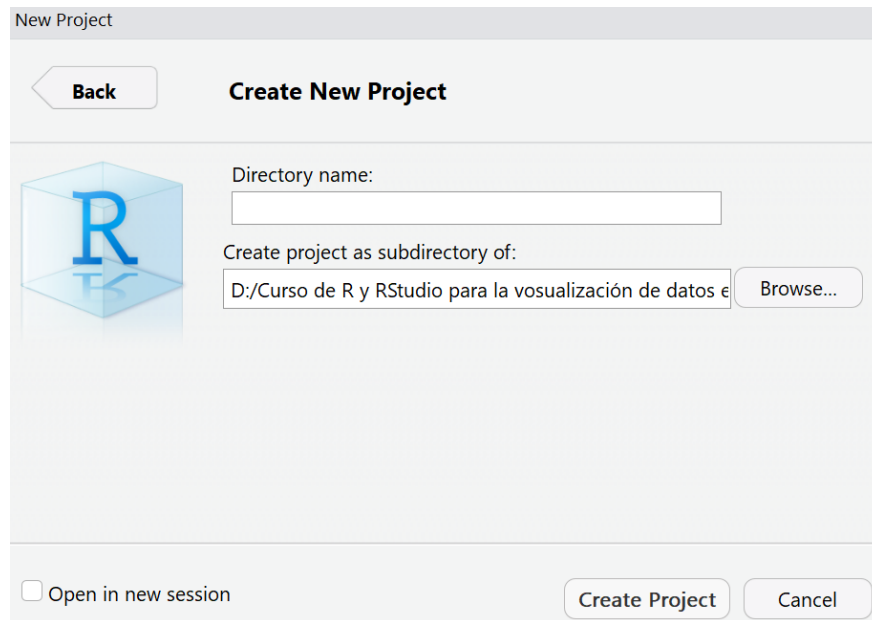 New Project
Back
Create New Project
R
Directory name:
Create project as subdirectory of:
D:/Curso de R y RStudio para la vosualización de datos e
Browse...
Open in new session
Create Project
Cancel